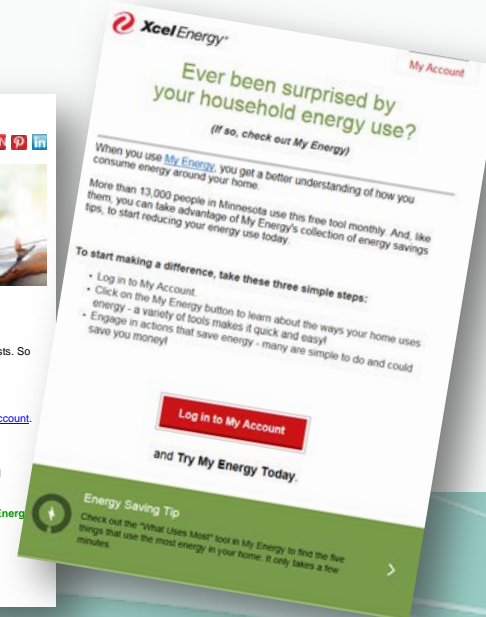 sts. So
ccount.
Energ
Xcel Energy®
My Account
Ever been surprised by
your household energy use?
(If so, check out My Energy)
When you use My Energy, you get a better understanding of how you
consume energy around your home.
More than 13,000 people in Minnesota use this free tool monthly. And, like
them, you can take advantage of My Energy's collection of energy savings
tips, to start reducing your energy use today.
To start making a difference, take these three simple steps:
• Log in to My Account.
• Click on the My Energy button to learn about the ways your home uses
energy - a variety of tools makes it quick and easy!
• Engage in actions that save energy - many are simple to do and could
save you money!
Log in to My Account
and Try My Energy Today.
Energy Saving Tip
Check out the "What Uses Most" tool in My Energy to find the five
things that use the most energy in your home. It only takes a few
minutes.